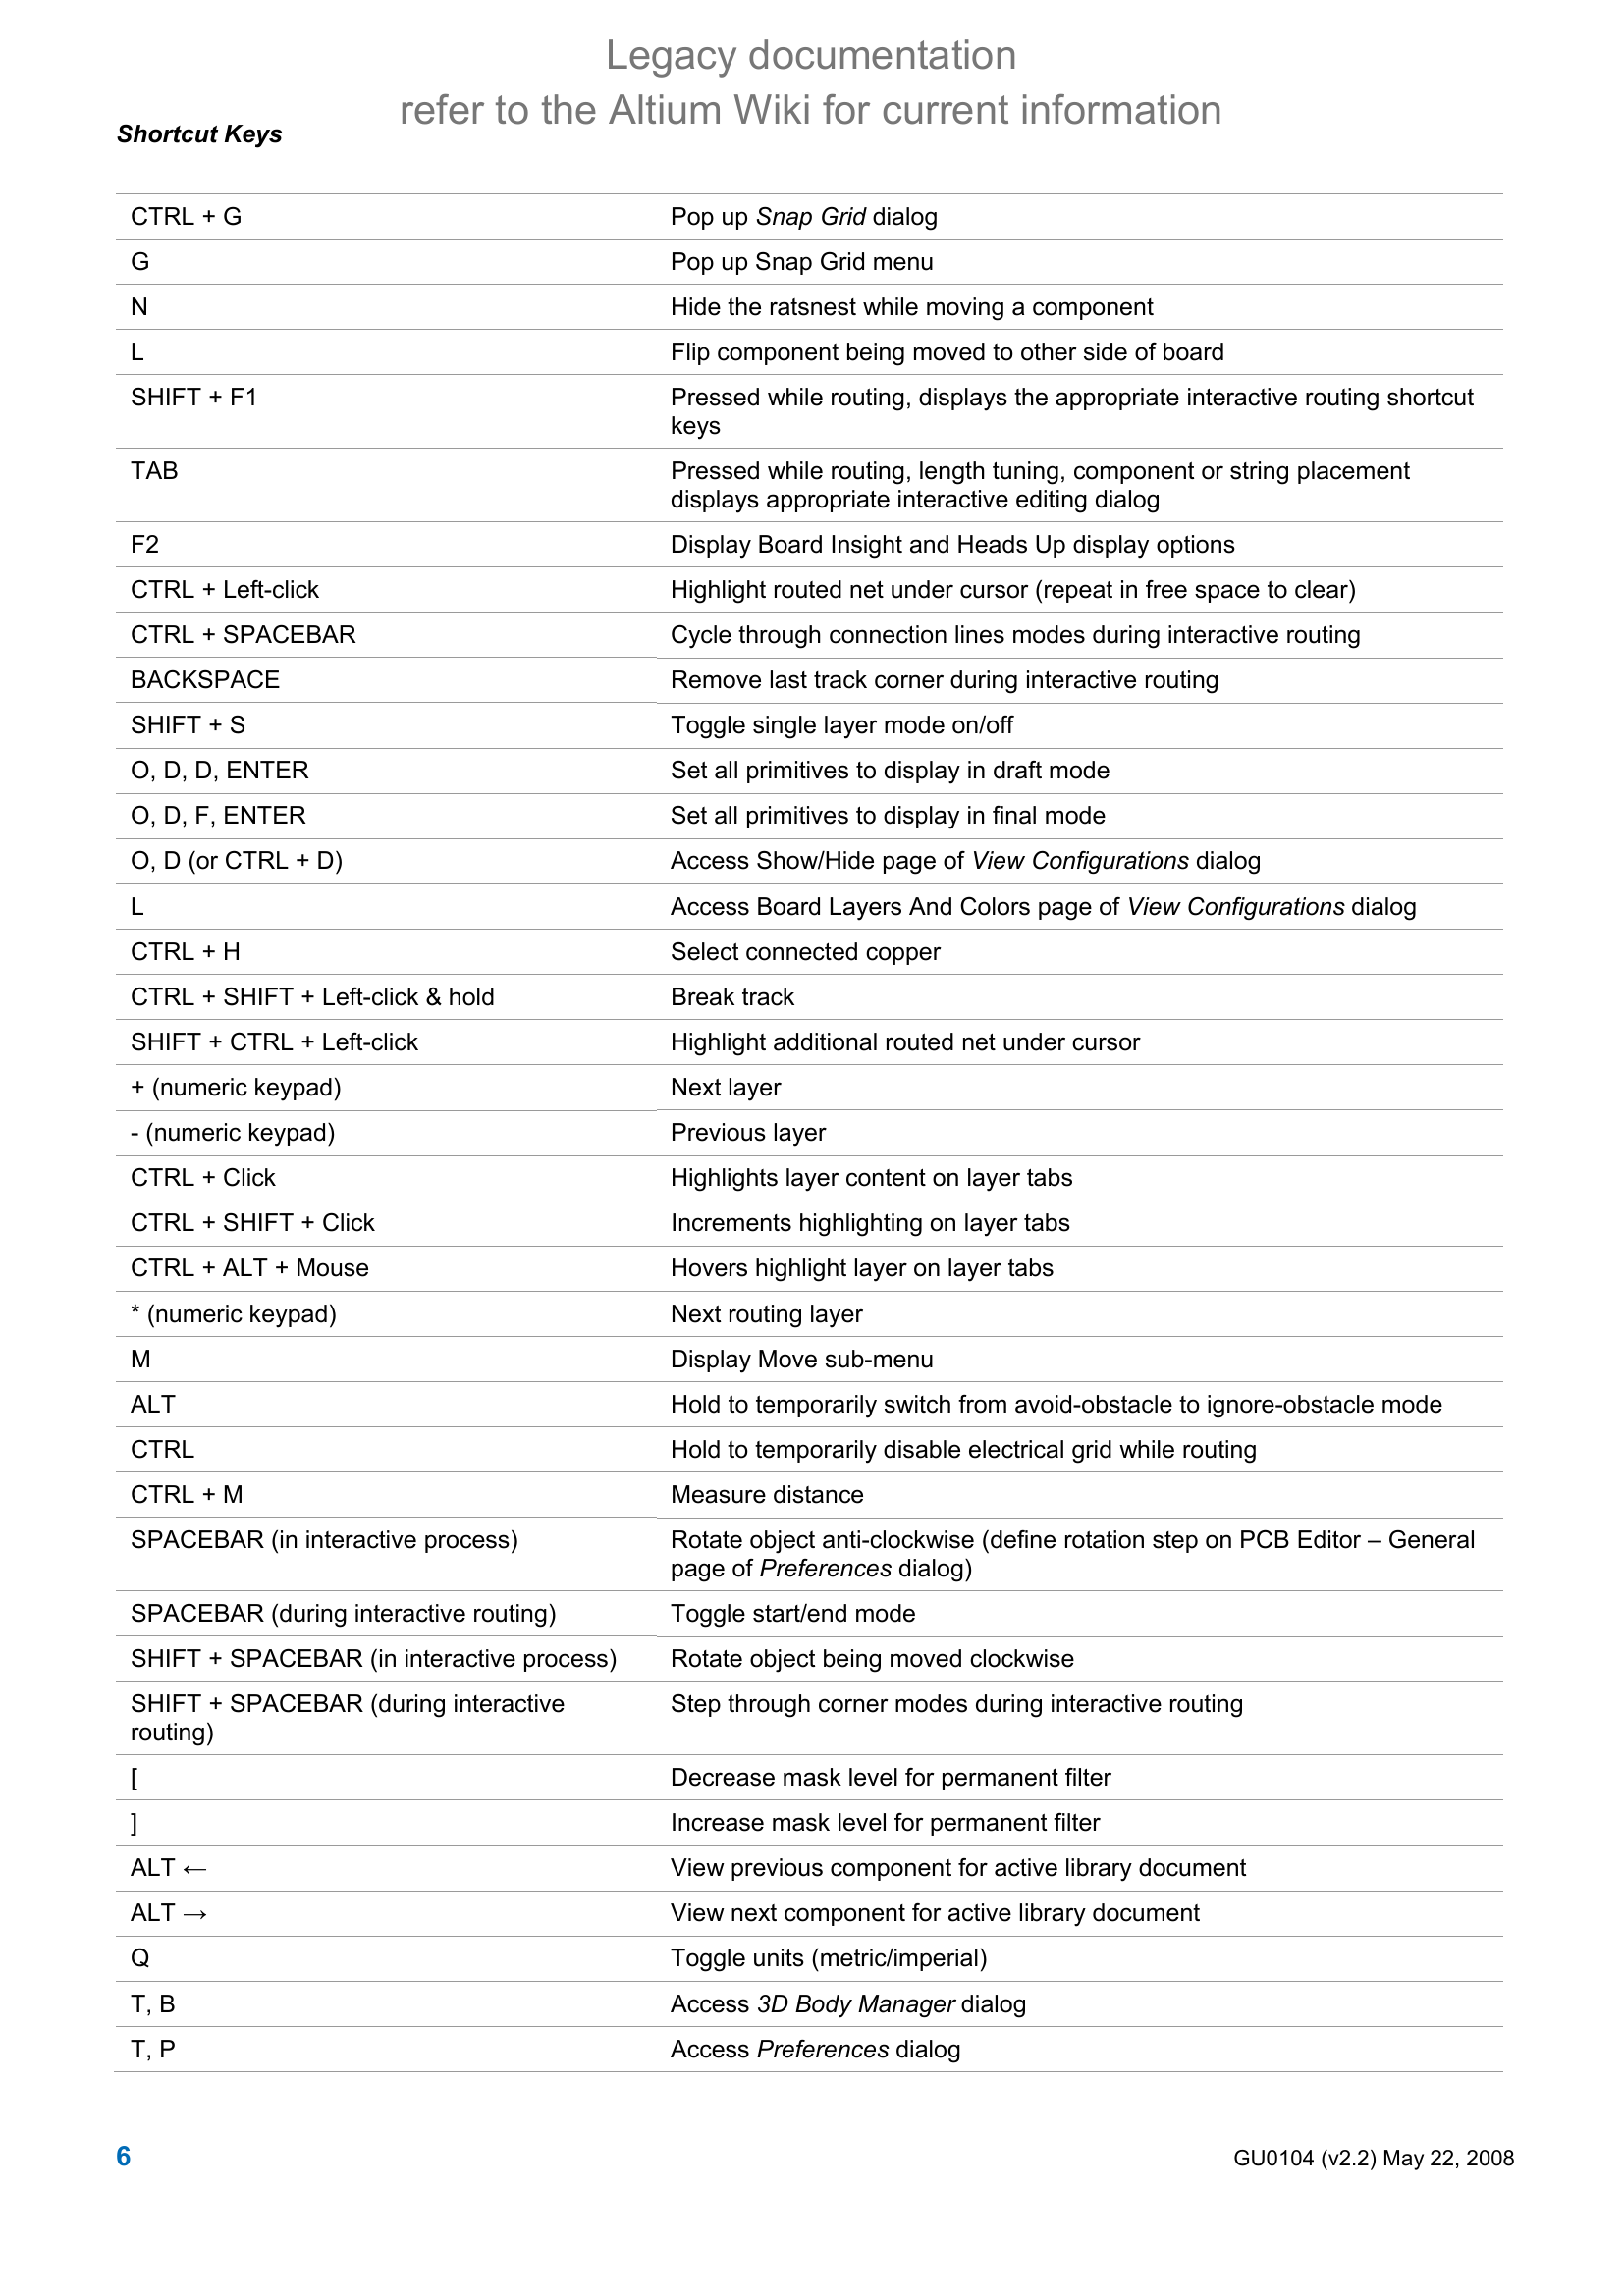 Legacy documentation
refer to the Altium Wiki for current information
Shortcut Keys
CTRL + G Pop up Snap Grid dialog
G Pop up Snap Grid menu
N Hide the ratsnest while moving a component
L Flip component being moved to other side of board
SHIFT + F1 Pressed while routing, displays the appropriate interactive routing shortcut
keys
TAB Pressed while routing, length tuning, component or string placement
displays appropriate interactive editing dialog
F2 Display Board Insight and Heads Up display options
CTRL + Left-click Highlight routed net under cursor (repeat in free space to clear)
CTRL + SPACEBAR Cycle through connection lines modes during interactive routing
BACKSPACE Remove last track corner during interactive routing
SHIFT + S Toggle single layer mode on/off
O, D, D, ENTER Set all primitives to display in draft mode
O, D, F, ENTER Set all primitives to display in final mode
O, D (or CTRL + D) Access Show/Hide page of View Configurations dialog
L Access Board Layers And Colors page of View Configurations dialog
CTRL + H Select connected copper
CTRL + SHIFT + Left-click & hold Break track
SHIFT + CTRL + Left-click Highlight additional routed net under cursor
+ (numeric keypad) Next layer
- (numeric keypad) Previous layer
CTRL + Click Highlights layer content on layer tabs
CTRL + SHIFT + Click Increments highlighting on layer tabs
CTRL + ALT + Mouse Hovers highlight layer on layer tabs
* (numeric keypad) Next routing layer
M Display Move sub-menu
ALT Hold to temporarily switch from avoid-obstacle to ignore-obstacle mode
CTRL Hold to temporarily disable electrical grid while routing
CTRL + M Measure distance
SPACEBAR (in interactive process) Rotate object anti-clockwise (define rotation step on PCB Editor – General
page of Preferences dialog)
SPACEBAR (during interactive routing) Toggle start/end mode
SHIFT + SPACEBAR (in interactive process) Rotate object being moved clockwise
SHIFT + SPACEBAR (during interactive Step through corner modes during interactive routing
routing)
[ Decrease mask level for permanent filter
] Increase mask level for permanent filter
ALT ← View previous component for active library document
ALT → View next component for active library document
Q Toggle units (metric/imperial)
T, B Access 3D Body Manager dialog
T, P Access Preferences dialog
6 GU0104 (v2.2) May 22, 2008